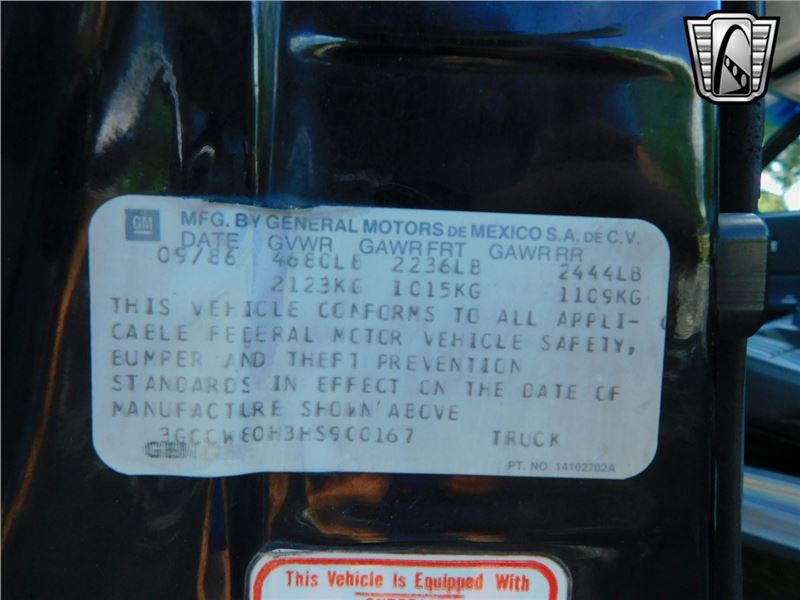 GM
MFG. BY GENERAL MOTORS DE MEXICO S.A. DE C.V.
DATE GVWR GAWR FRT GAWR RR
09/86 4680LB 2236LB 2444LB
2123KG 1015KG 1109KG
THIS VEHICLE CONFORMS TO ALL APPLI-
CABLE FEDERAL MOTOR VEHICLE SAFETY,
BUMPER AND THEFT PREVENTION
STANDARDS IN EFFECT ON THE DATE OF
MANUFACTURE SHOWN ABOVE
3GCCW80H3HS900167 TRUCK
PT. NO. 14102702A
This Vehicle Is Equipped With